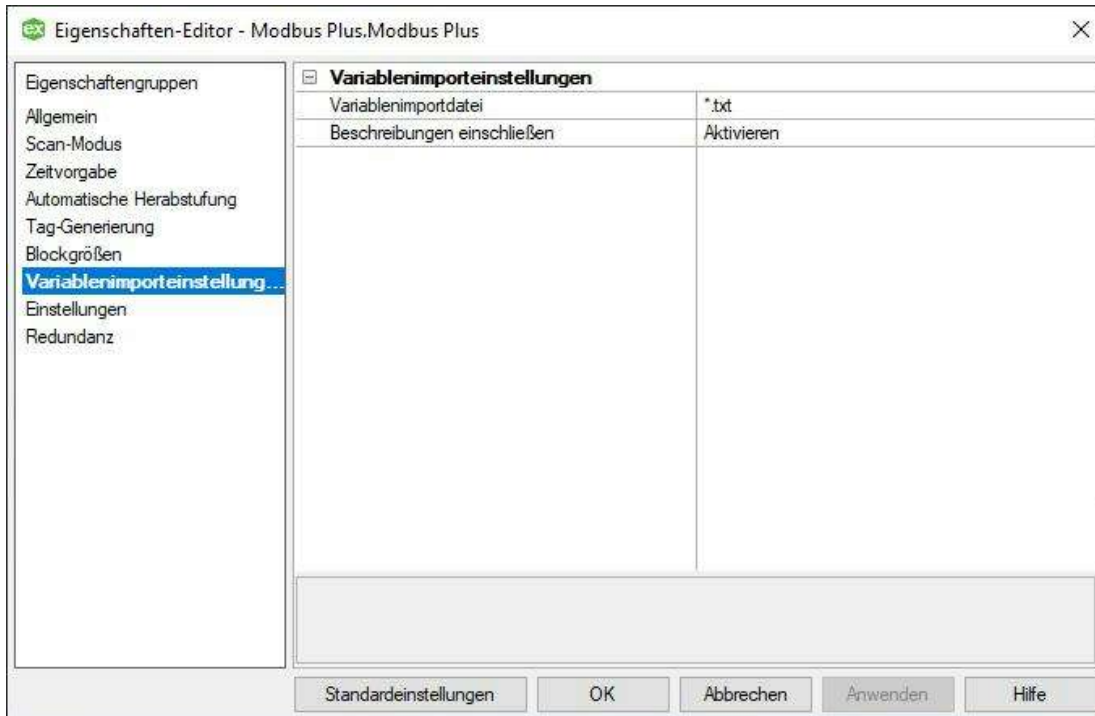 Eigenschaften-Editor - Modbus Plus.Modbus Plus
Eigenschaftengruppen
Allgemein
Scan-Modus
Zeitvorgabe
Automatische Herabstufung
Tag-Generierung
Blockgrößen
Variablenimporteinstellung...
Einstellungen
Redundanz
Variablenimporteinstellungen
Variablenimportdatei *.txt
Beschreibungen einschließen Aktivieren
Standardeinstellungen OK Abbrechen Anwenden Hilfe